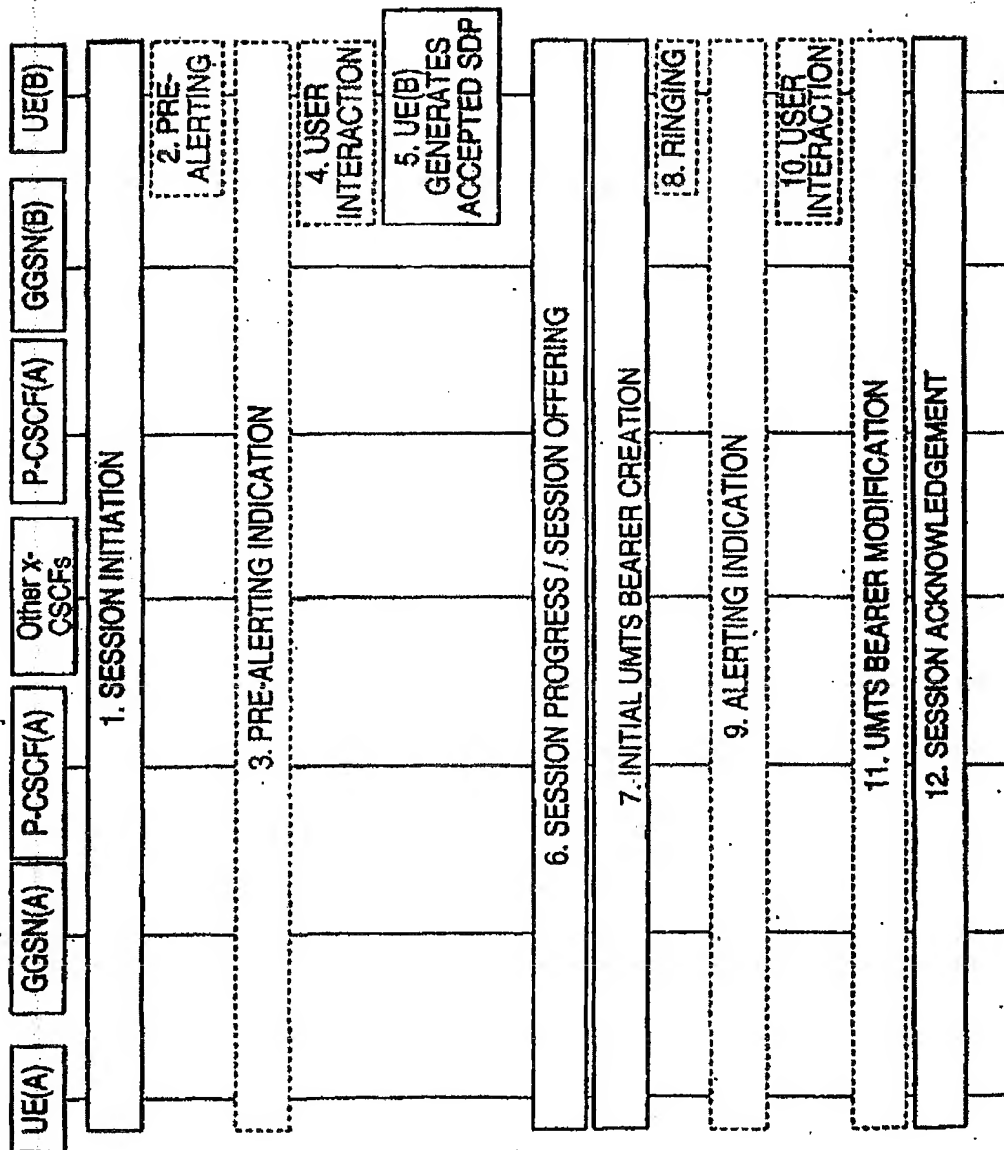 UE(A)
GGSN(A)
P-CSCF(A)
Other x-
CSCFs
P-CSCF(A)
GGSN(B)
UE(B)
1. SESSION INITIATION
2. PRE-
ALERTING
3. PRE-ALERTING INDICATION
4. USER
INTERACTION
5. UE(B)
GENERATES
ACCEPTED SDP
6. SESSION PROGRESS / SESSION OFFERING
7. INITIAL UMTS BEARER CREATION
8. RINGING
9. ALERTING INDICATION
10. USER
INTERACTION
11. UMTS BEARER MODIFICATION
12. SESSION ACKNOWLEDGEMENT